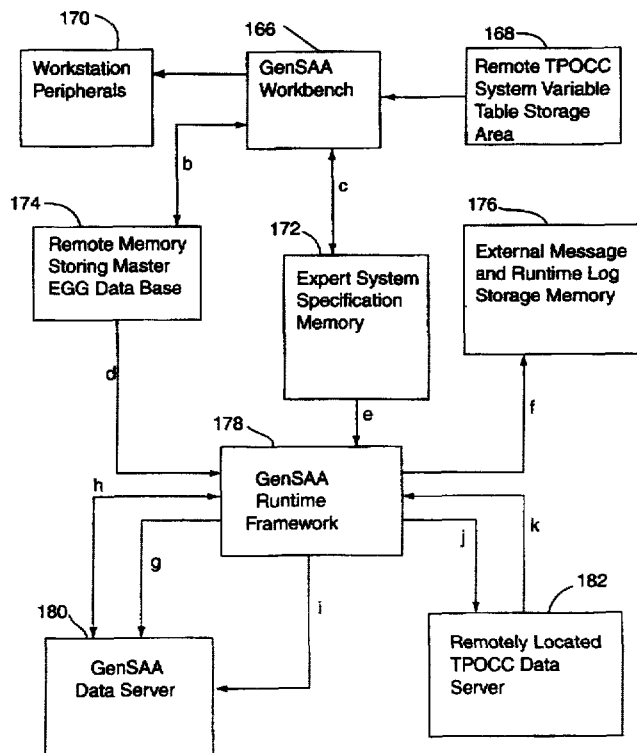 170
Workstation
Peripherals
166
GenSAA
Workbench
168
Remote TPOCC
System Variable
Table Storage
Area
b
c
174
Remote Memory
Storing Master
EGG Data Base
172
Expert System
Specification
Memory
176
External Message
and Runtime Log
Storage Memory
d
e
f
178
GenSAA
Runtime
Framework
h
g
i
j
k
180
GenSAA
Data Server
182
Remotely Located
TPOCC Data
Server